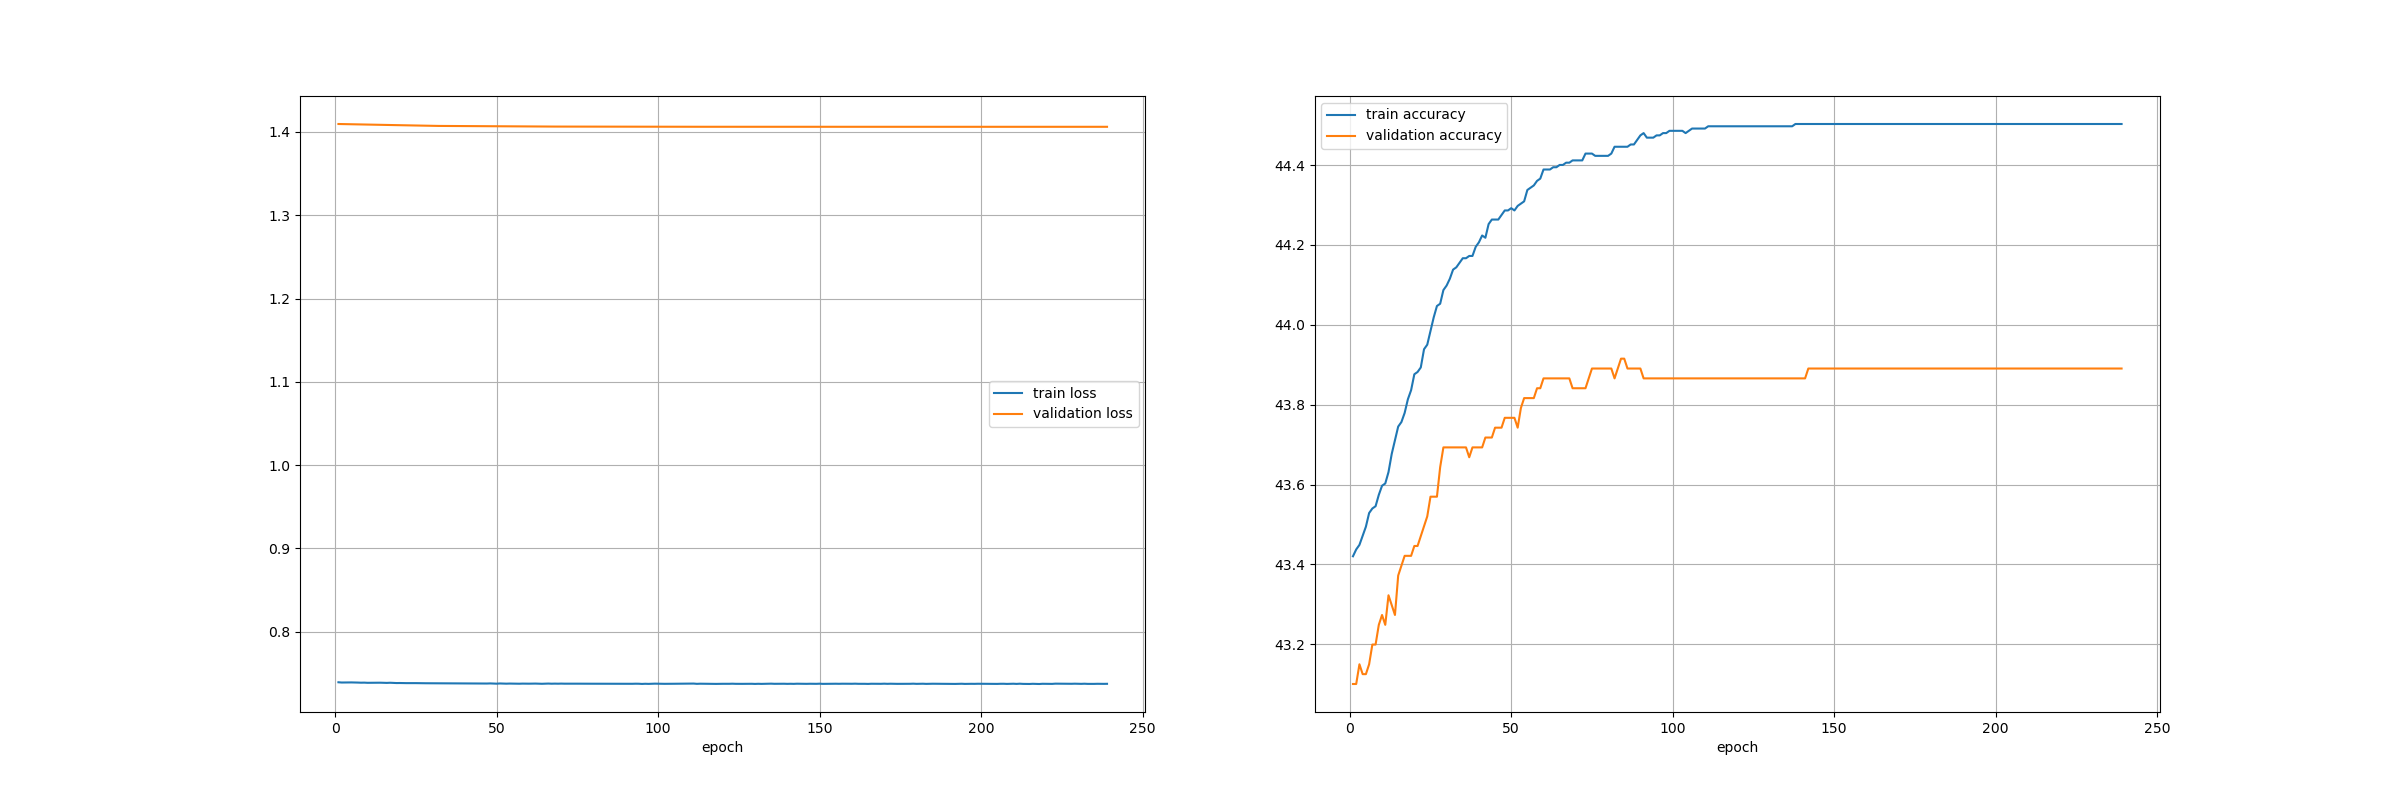 1.4
1.3
1.2
1.1
1.0
0.9
0.8
0 50 100 150 200 250
epoch
train loss
validation loss
train accuracy
validation accuracy
44.4
44.2
44.0
43.8
43.6
43.4
43.2
0 50 100 150 200 250
epoch